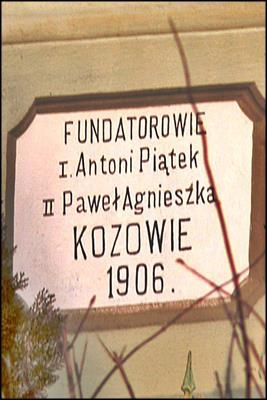 FUNDATOROWIE
I. Antoni Piątek
II Paweł Agnieszka
KOZOWIE
1906.